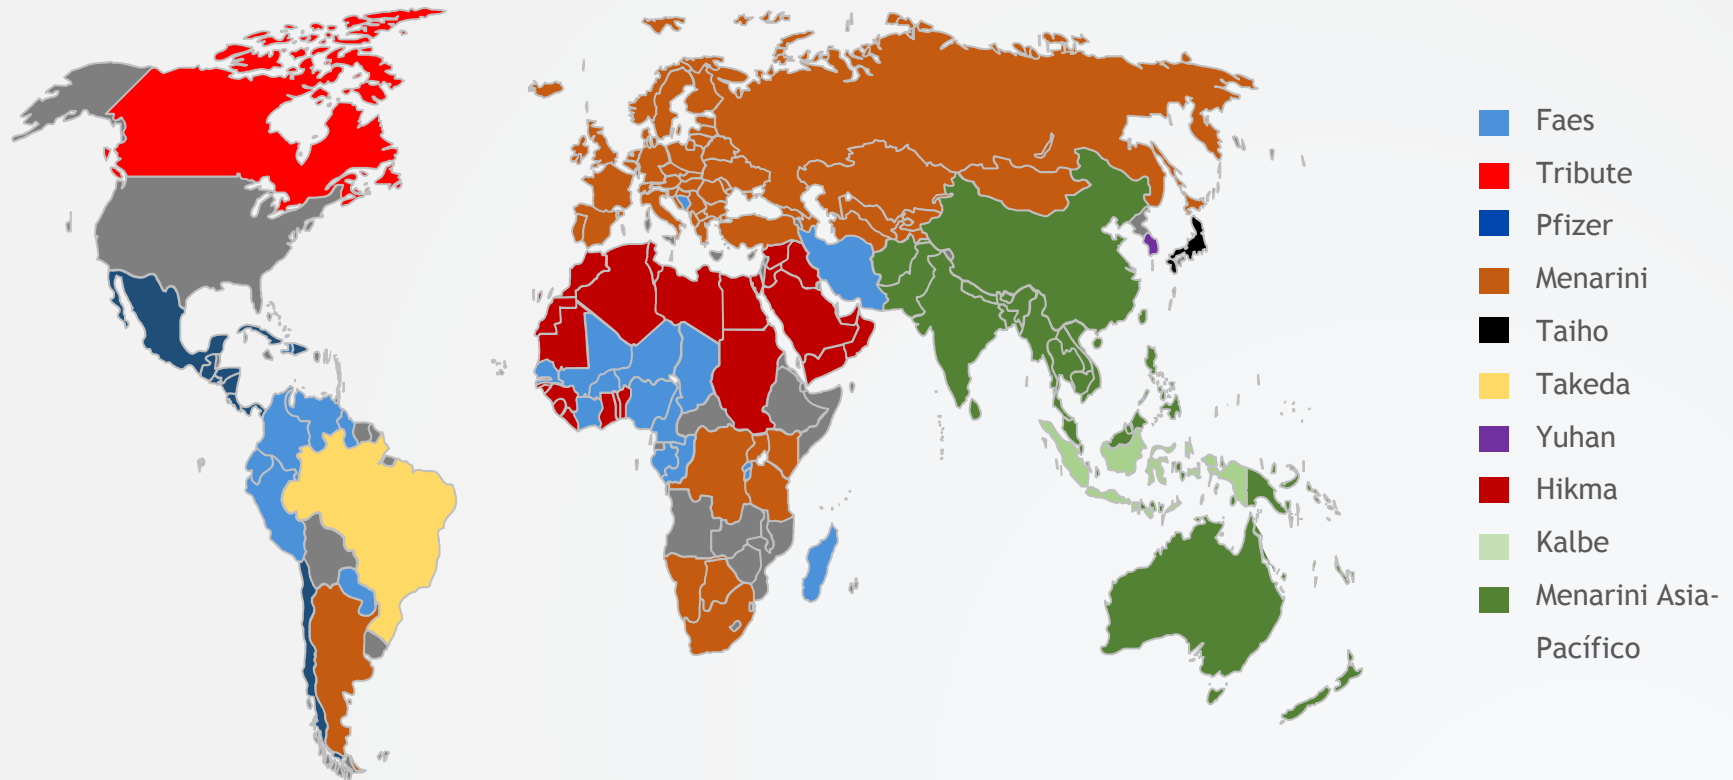 Faes
Tribute
Pfizer
Menarini
Taiho
Takeda
Yuhan
Hikma
Kalbe
Menarini Asia-
Pacífico